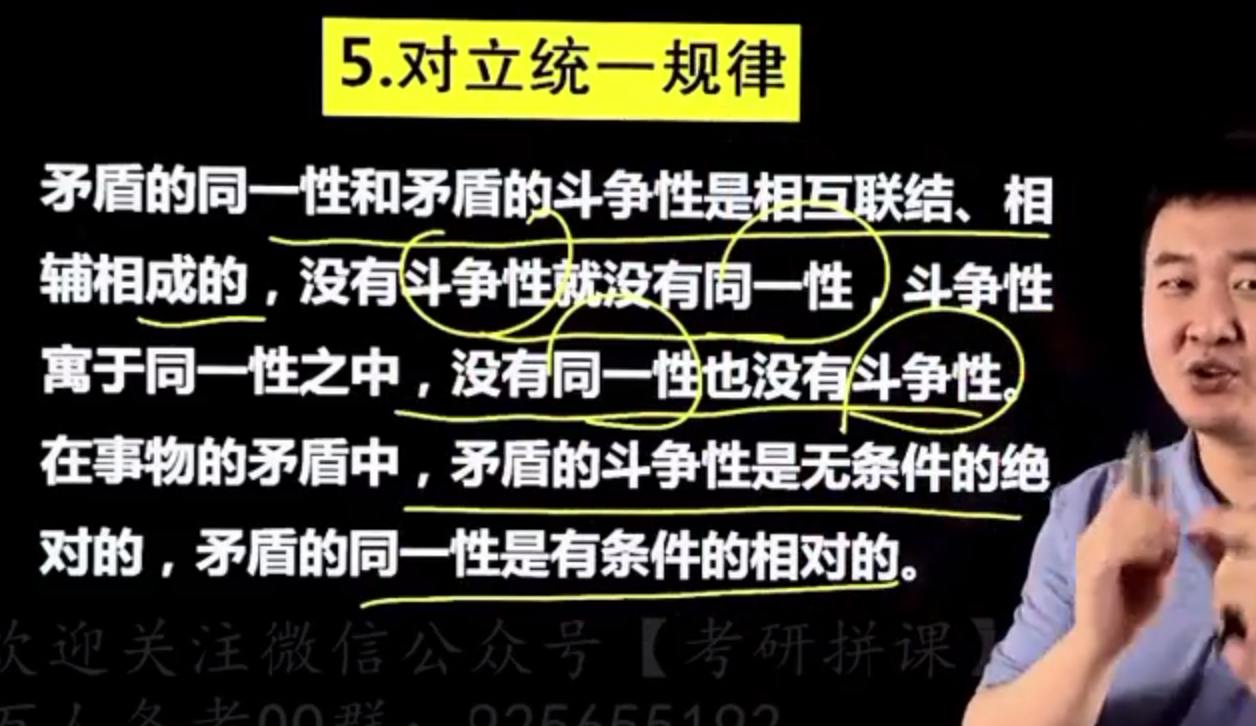 5.对立统一规律
矛盾的同一性和矛盾的斗争性是相互联结、相
辅相成的，没有斗争性就没有同一性，斗争性
寓于同一性之中，没有同一性也没有斗争性。
在事物的矛盾中，矛盾的斗争性是无条件的绝
对的，矛盾的同一性是有条件的相对的。
欢迎关注微信公众号【考研拼课】
万人备考QQ群：925655192